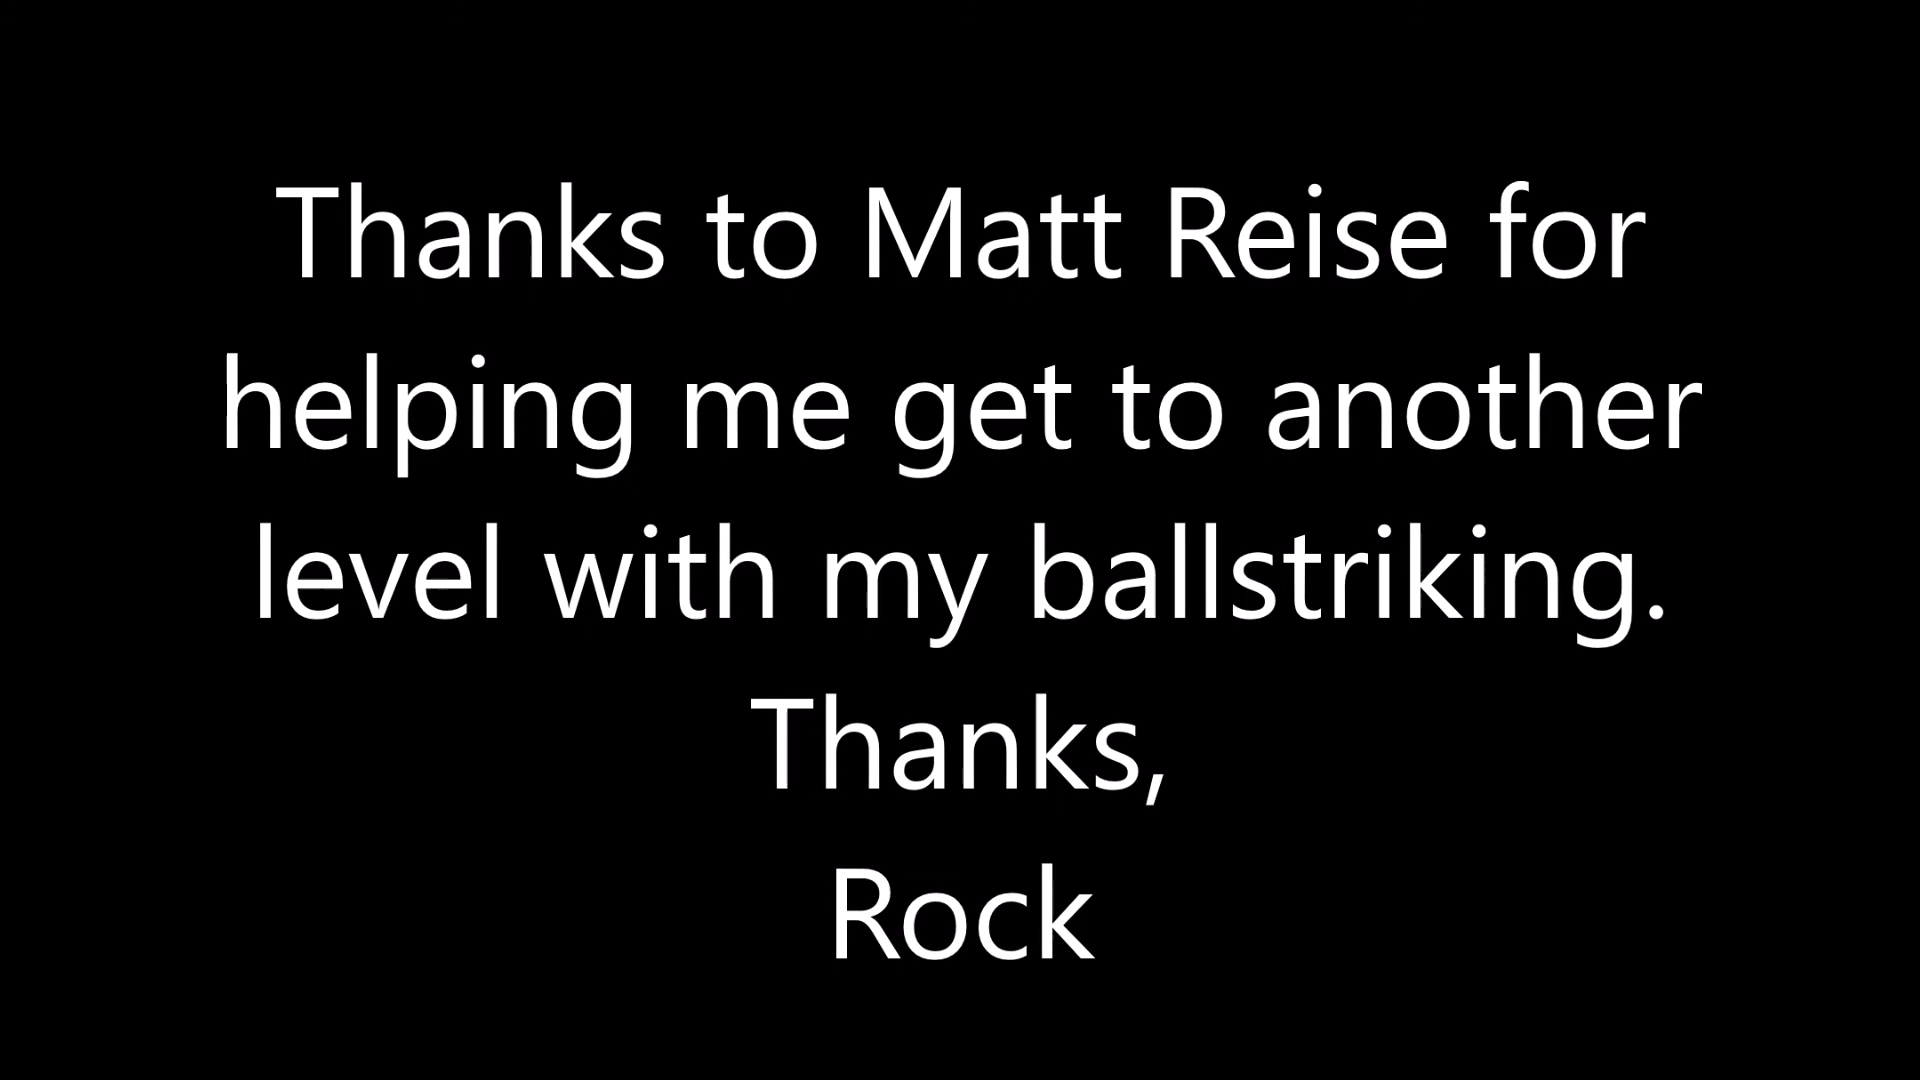 Thanks to Matt Reise for
helping me get to another
level with my ballstriking.
Thanks,
Rock